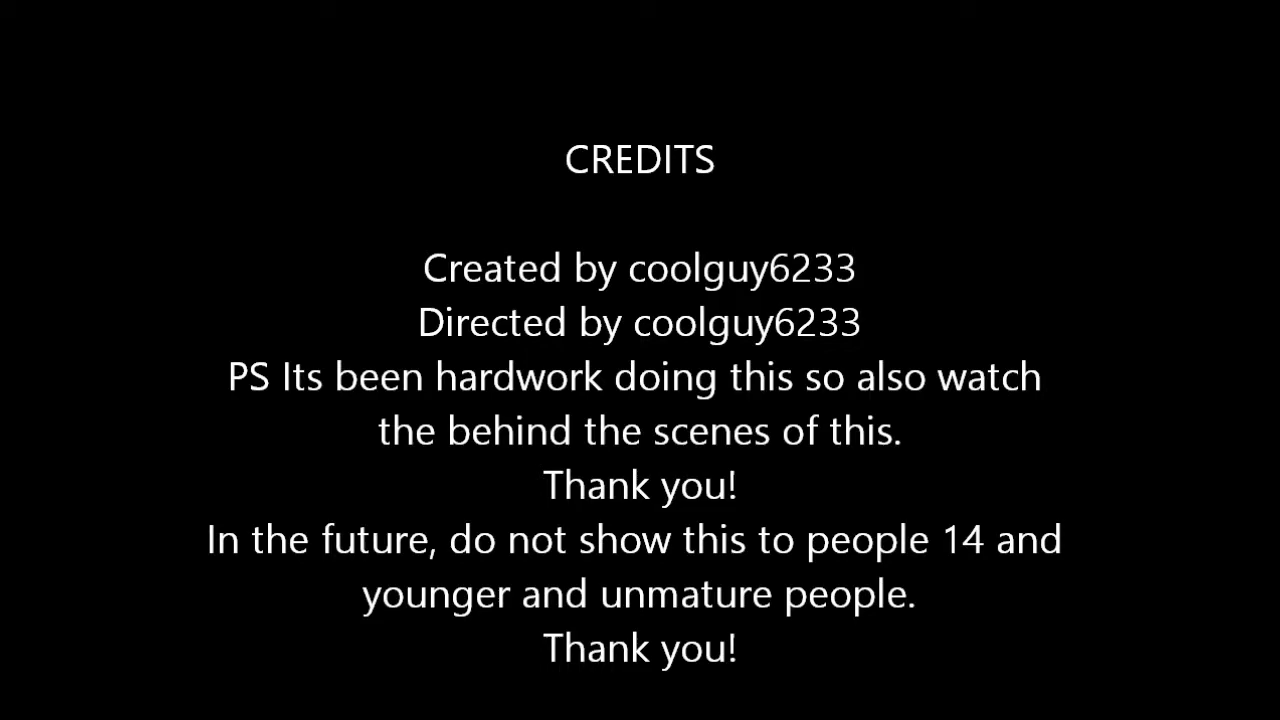 CREDITS
Created by coolguy6233
Directed by coolguy6233
PS Its been hardwork doing this so also watch
the behind the scenes of this.
Thank you!
In the future, do not show this to people 14 and
younger and unmature people.
Thank you!